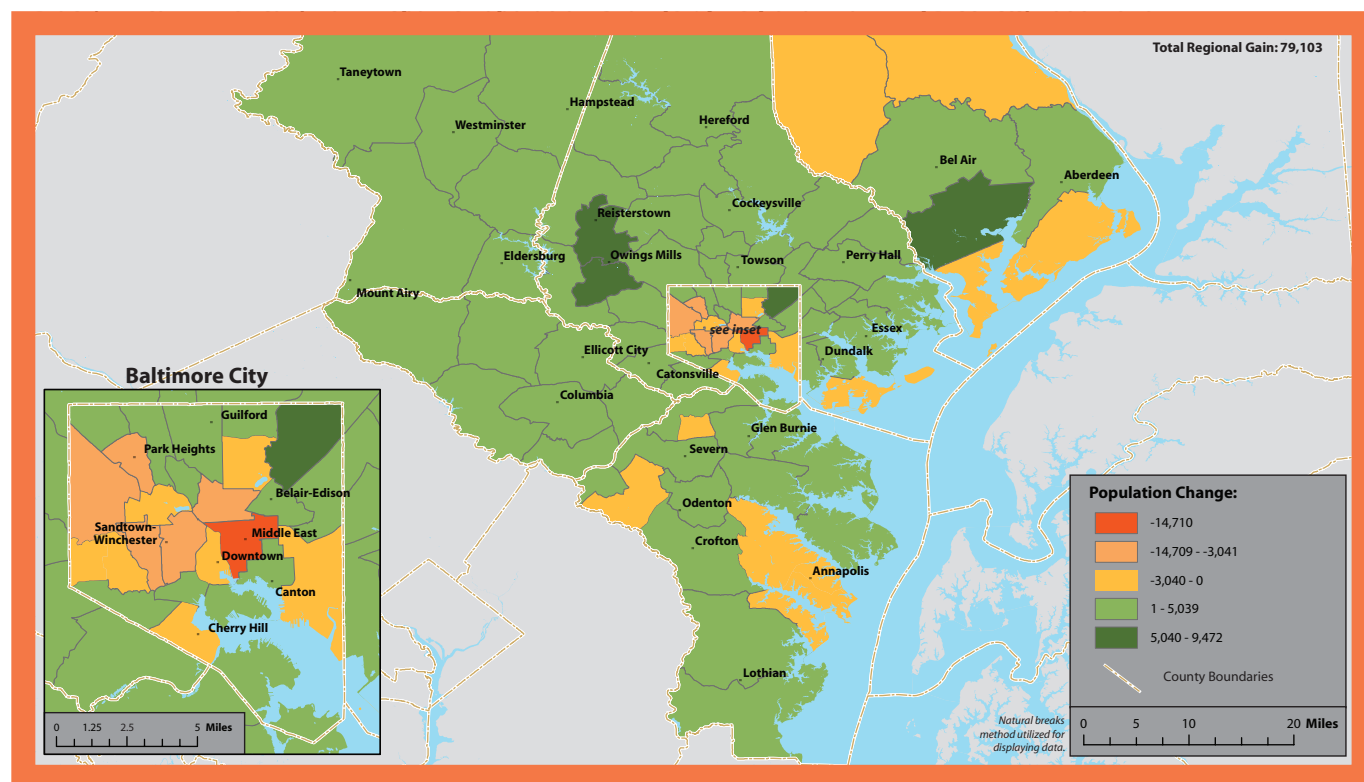 Total Regional Gain: 79,103
Taneytown
Hampstead
Westminster
Hereford
Bel Air
Aberdeen
Cockeysville
Reisterstown
Eldersburg
Owings Mills
Towson
Perry Hall
Mount Airy
see inset
Essex
Ellicott City
Dundalk
Catonsville
Columbia
Glen Burnie
Severn
Odenton
Crofton
Annapolis
Lothian
Baltimore City
Guilford
Park Heights
Belair-Edison
Sandtown-
Winchester
Middle East
Downtown
Canton
Cherry Hill
0 1.25 2.5 5 Miles
Population Change:
-14,710
-14,709 - -3,041
-3,040 - 0
1 - 5,039
5,040 - 9,472
County Boundaries
Natural breaks
method utilized for
displaying data.
0 5 10 20 Miles